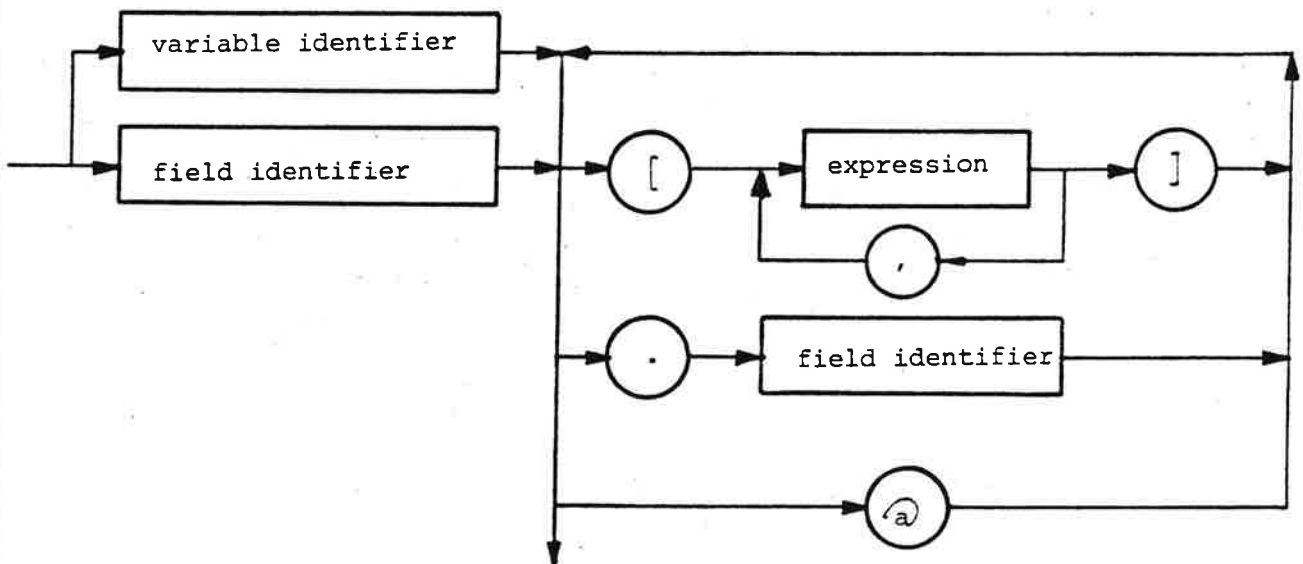 variable identifier
field identifier
[
expression
]
,
.
field identifier
@